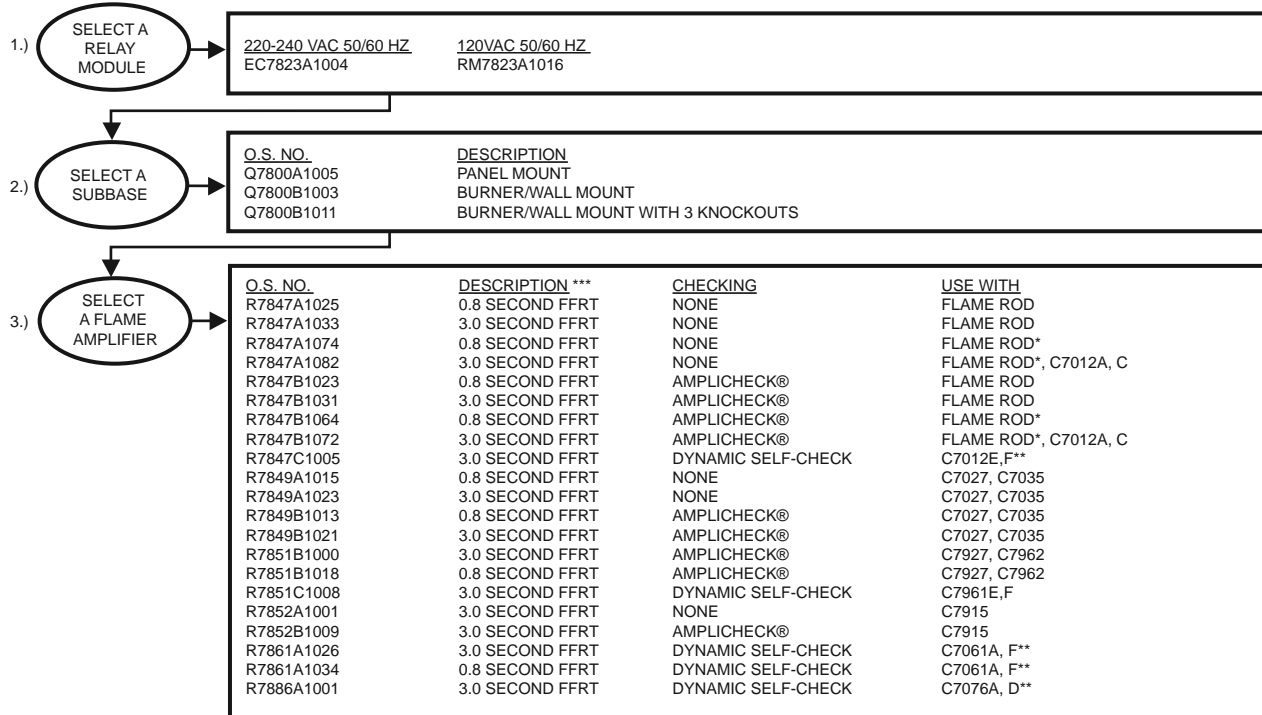 1.) SELECT A
RELAY
MODULE
220-240 VAC 50/60 HZ 120VAC 50/60 HZ
EC7823A1004 RM7823A1016
2.) SELECT A
SUBBASE
O.S. NO. DESCRIPTION
Q7800A1005 PANEL MOUNT
Q7800B1003 BURNER/WALL MOUNT
Q7800B1011 BURNER/WALL MOUNT WITH 3 KNOCKOUTS
3.) SELECT
A FLAME
AMPLIFIER
O.S. NO. DESCRIPTION *** CHECKING USE WITH
R7847A1025 0.8 SECOND FFRT NONE FLAME ROD
R7847A1033 3.0 SECOND FFRT NONE FLAME ROD
R7847A1074 0.8 SECOND FFRT NONE FLAME ROD*
R7847A1082 3.0 SECOND FFRT NONE FLAME ROD*, C7012A, C
R7847B1023 0.8 SECOND FFRT AMPLICHECK® FLAME ROD
R7847B1031 3.0 SECOND FFRT AMPLICHECK® FLAME ROD
R7847B1064 0.8 SECOND FFRT AMPLICHECK® FLAME ROD*
R7847B1072 3.0 SECOND FFRT AMPLICHECK® FLAME ROD*, C7012A, C
R7847C1005 3.0 SECOND FFRT DYNAMIC SELF-CHECK C7012E,F**
R7849A1015 0.8 SECOND FFRT NONE C7027, C7035
R7849A1023 3.0 SECOND FFRT NONE C7027, C7035
R7849B1013 0.8 SECOND FFRT AMPLICHECK® C7027, C7035
R7849B1021 3.0 SECOND FFRT AMPLICHECK® C7027, C7035
R7851B1000 3.0 SECOND FFRT AMPLICHECK® C7927, C7962
R7851B1018 0.8 SECOND FFRT AMPLICHECK® C7927, C7962
R7851C1008 3.0 SECOND FFRT DYNAMIC SELF-CHECK C7961E,F
R7852A1001 3.0 SECOND FFRT NONE C7915
R7852B1009 3.0 SECOND FFRT AMPLICHECK® C7915
R7861A1026 3.0 SECOND FFRT DYNAMIC SELF-CHECK C7061A, F**
R7861A1034 0.8 SECOND FFRT DYNAMIC SELF-CHECK C7061A, F**
R7886A1001 3.0 SECOND FFRT DYNAMIC SELF-CHECK C7076A, D**